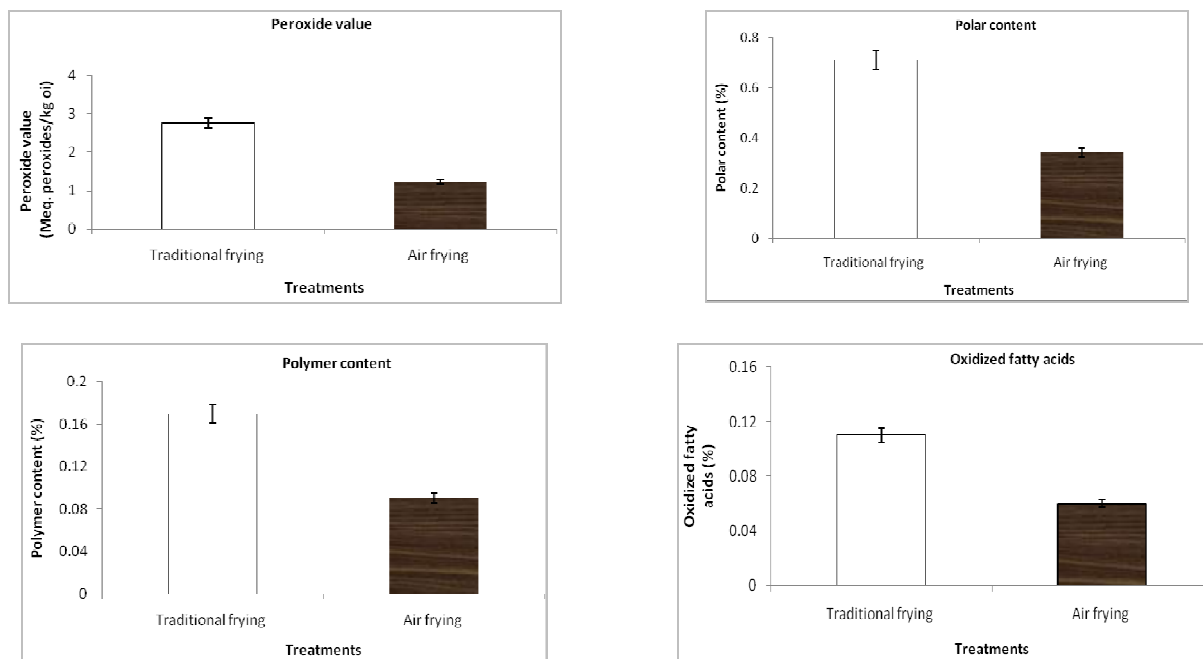 Peroxide value
Peroxide value
(Meq. peroxides/kg oi)
4
3
2
1
0
Traditional frying
Air frying
Treatments
Polar content
Polar content (%)
0.8
0.6
0.4
0.2
0
Traditional frying
Air frying
Treatments
Polymer content
Polymer content (%)
0.2
0.16
0.12
0.08
0.04
0
Traditional frying
Air frying
Treatments
Oxidized fatty acids
Oxidized fatty
acids (%)
0.16
0.12
0.08
0.04
0
Traditional frying
Air frying
Treatments